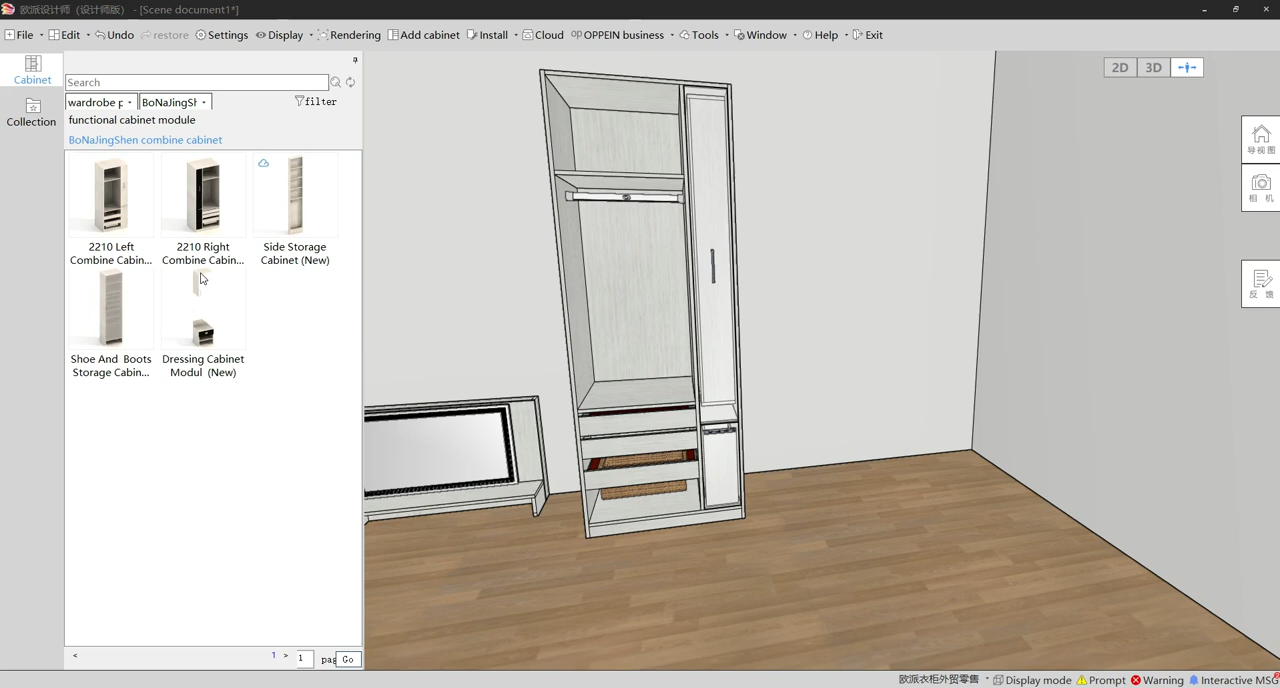 欧派设计师（设计师版） - [Scene document1*]
File Edit Undo restore Settings Display Rendering Add cabinet Install Cloud OPPEIN business Tools Window Help Exit
Cabinet
Collection
Search
wardrobe p BoNaJingSh filter
functional cabinet module
BoNaJingShen combine cabinet
2210 Left Combine Cabin...
2210 Right Combine Cabin...
Side Storage Cabinet (New)
Shoe And Boots Storage Cabin...
Dressing Cabinet Modul (New)
< 1 > 1 pag Go
2D 3D
导视图
相 机
反 馈
欧派衣柜外贸零售 Display mode Prompt Warning Interactive MSG